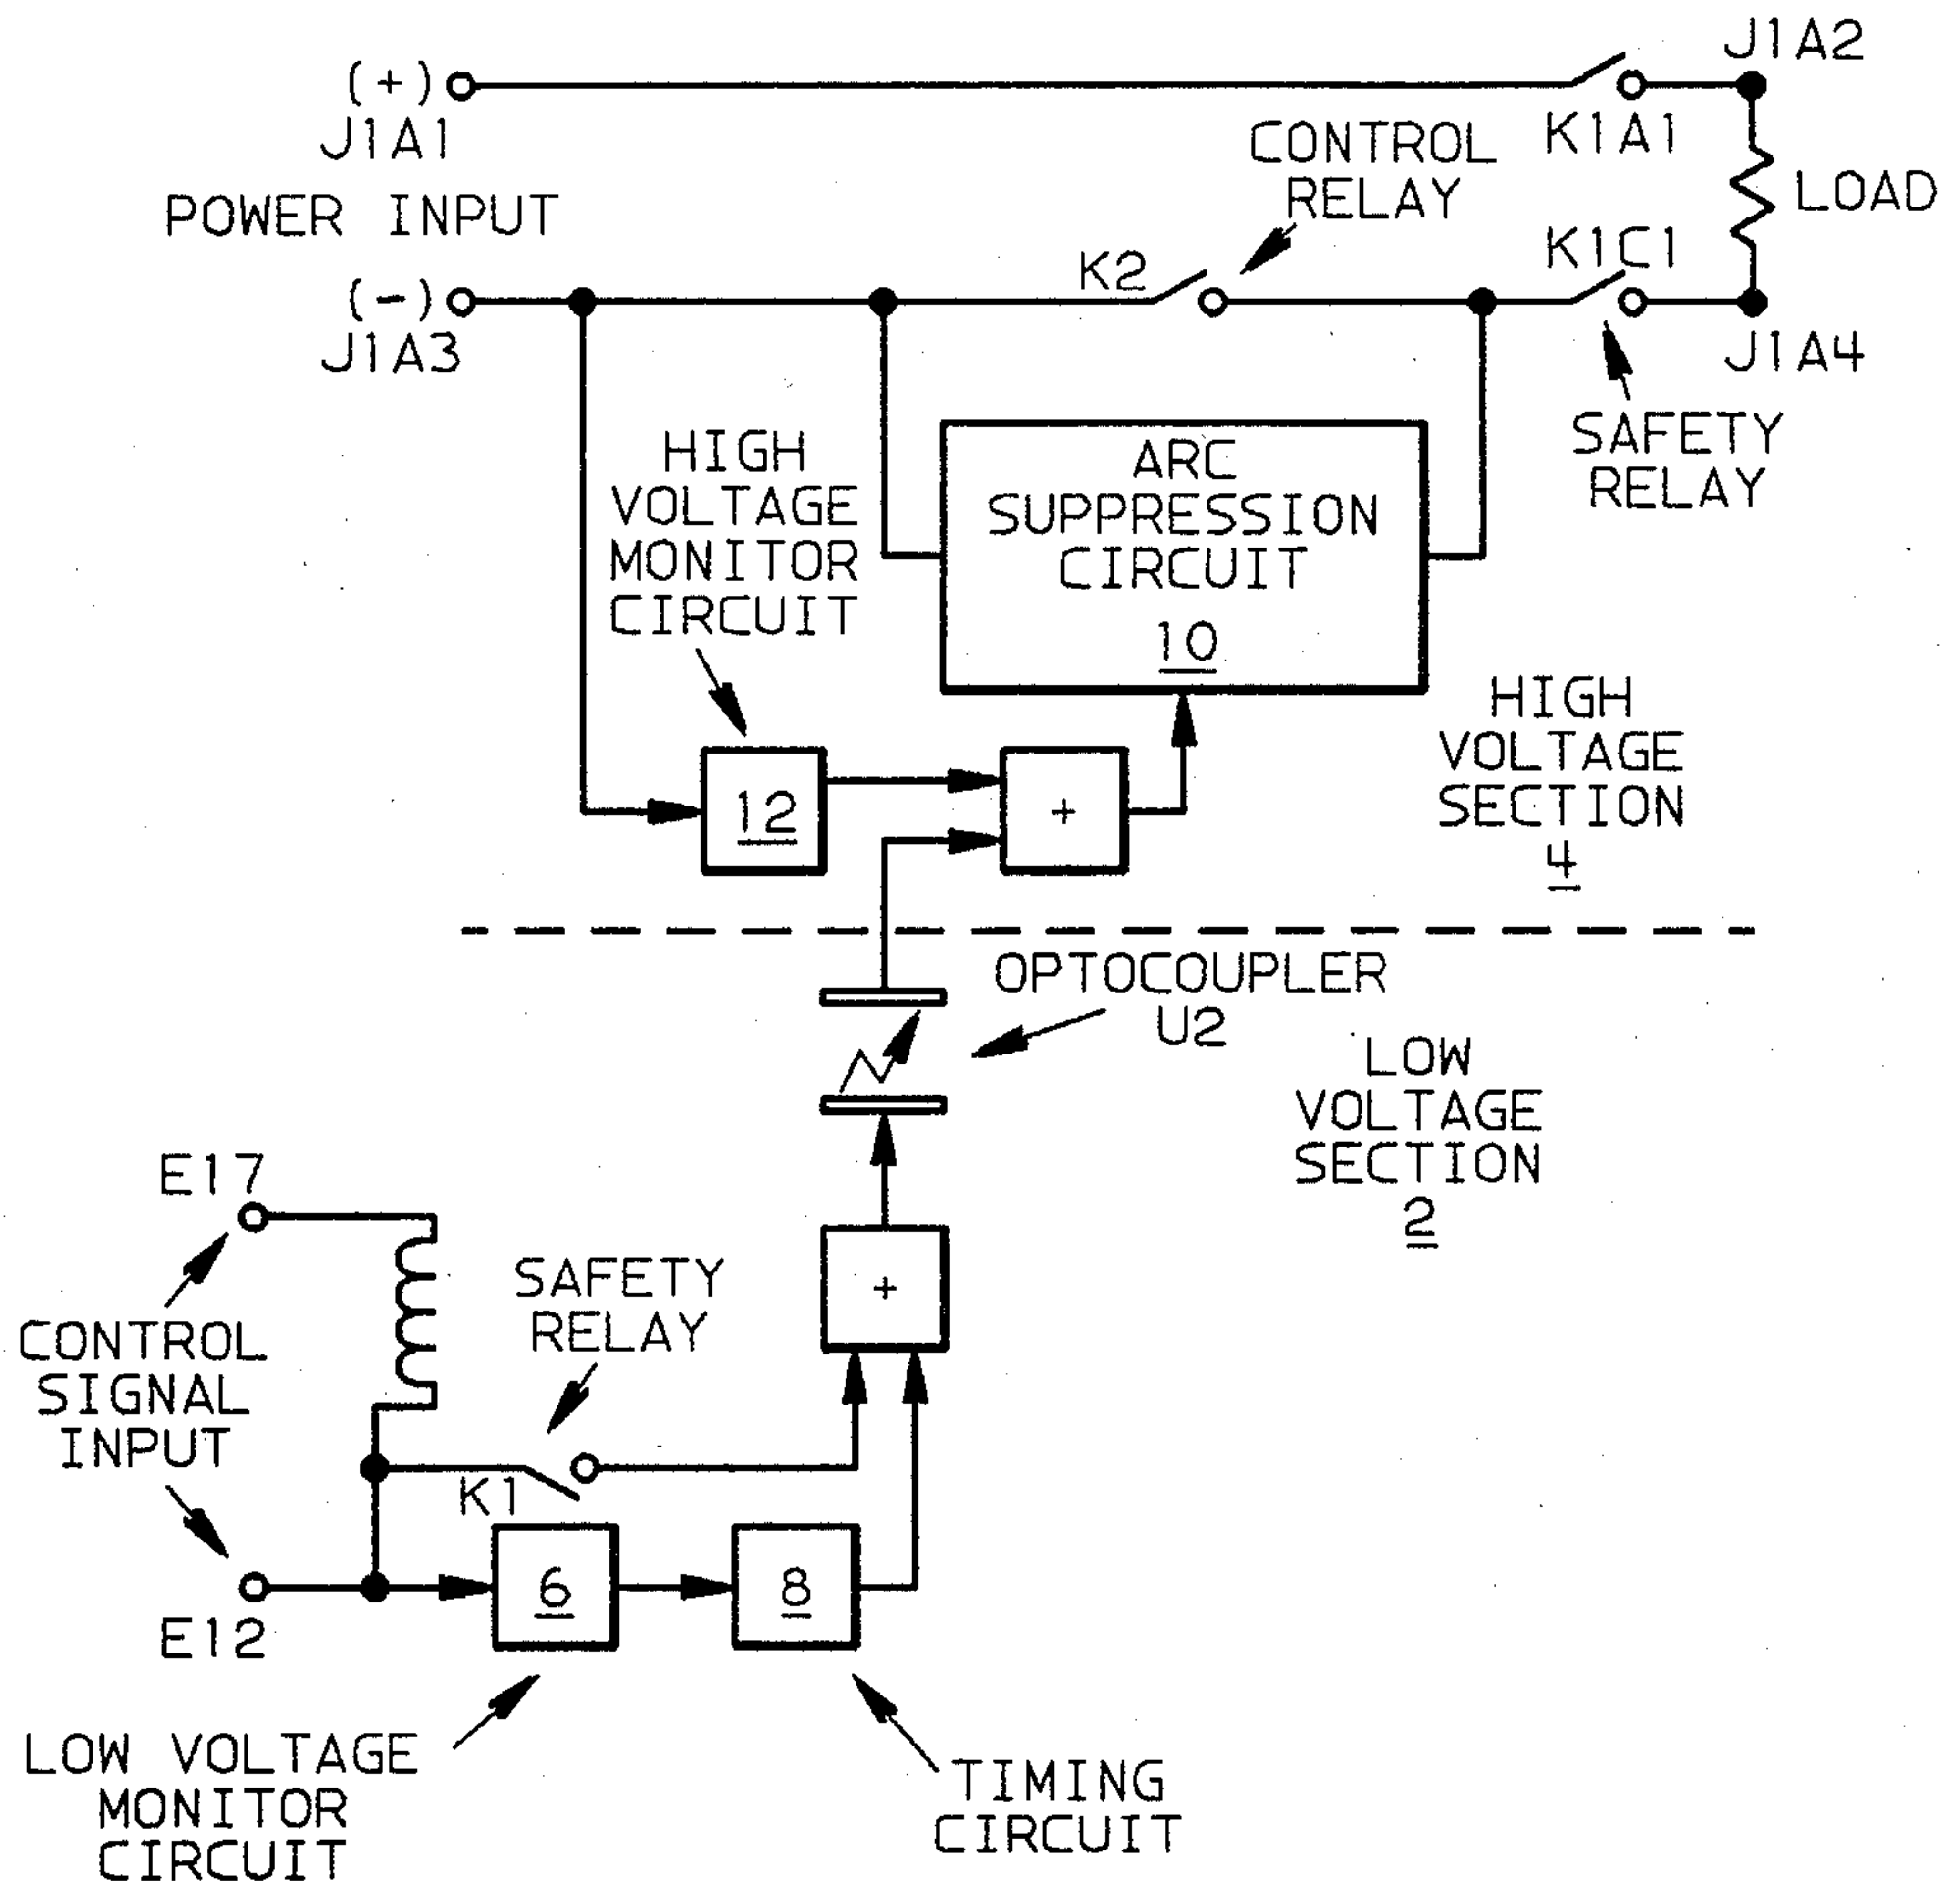 (+)
J1A1
POWER INPUT
(-)
J1A3
J1A2
K1A1
CONTROL
RELAY
LOAD
K2
K1C1
J1A4
SAFETY
RELAY
HIGH
VOLTAGE
MONITOR
CIRCUIT
ARC
SUPPRESSION
CIRCUIT
10
12
+
HIGH
VOLTAGE
SECTION
4
OPTOCOUPLER
U2
LOW
VOLTAGE
SECTION
2
E17
CONTROL
SIGNAL
INPUT
SAFETY
RELAY
+
K1
E12
6
8
LOW VOLTAGE
MONITOR
CIRCUIT
TIMING
CIRCUIT